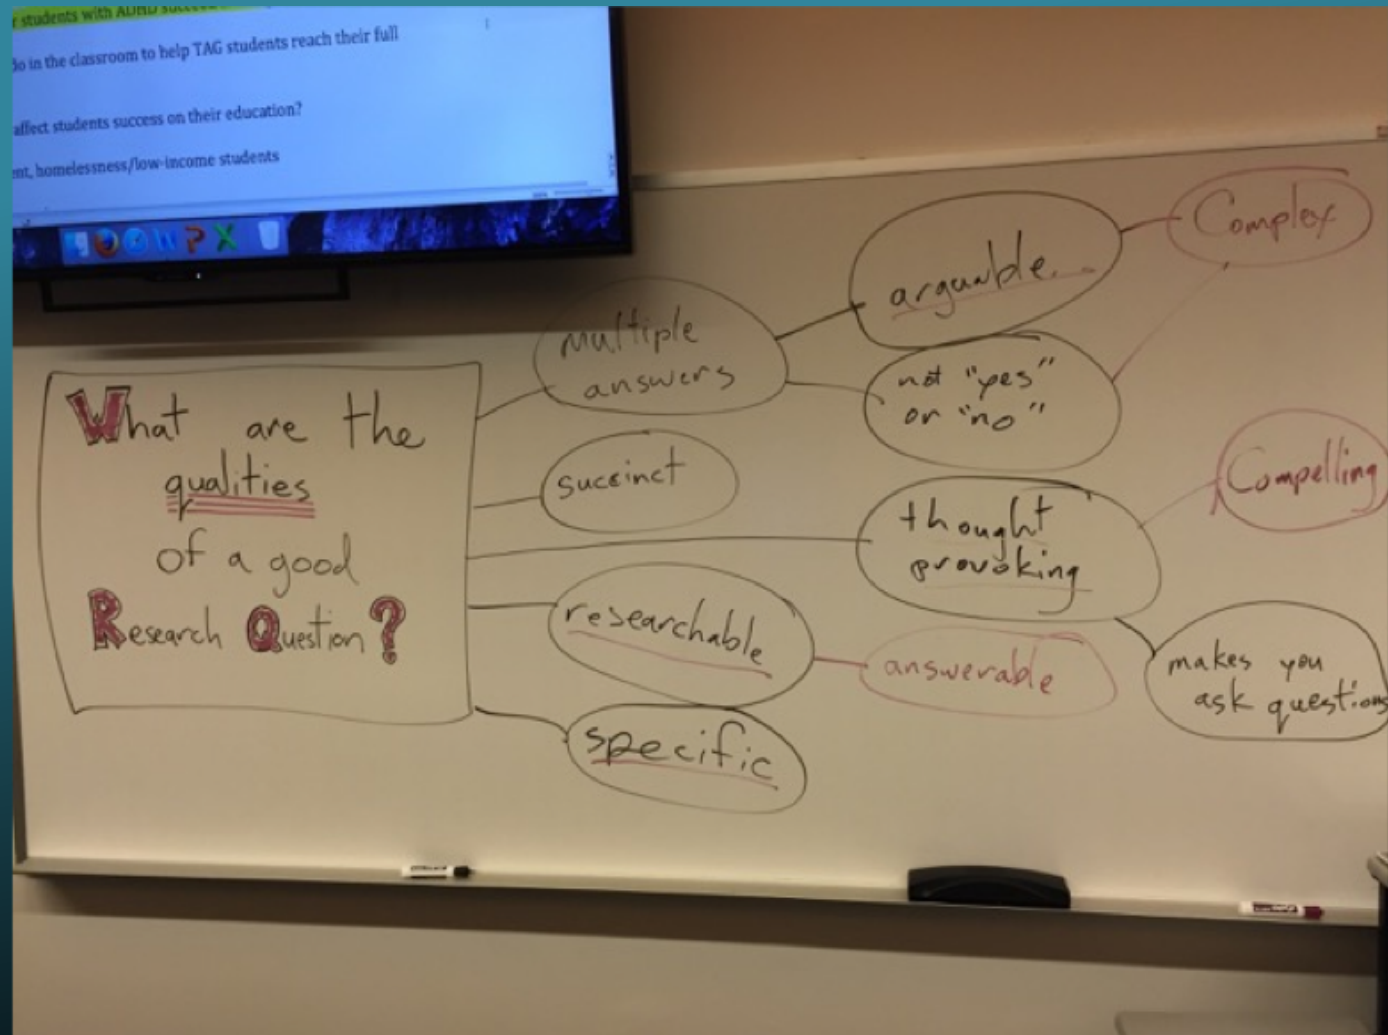 r students with ADHD
do in the classroom to help TAG students reach their full
affect students success on their education?
ent, homelessness/low-income students
What are the
qualities
of a good
Research Question?
multiple
answers
arguable
Complex
not "yes"
or "no"
succinct
thought
provoking
Compelling
makes you
ask questions
researchable
answerable
specific